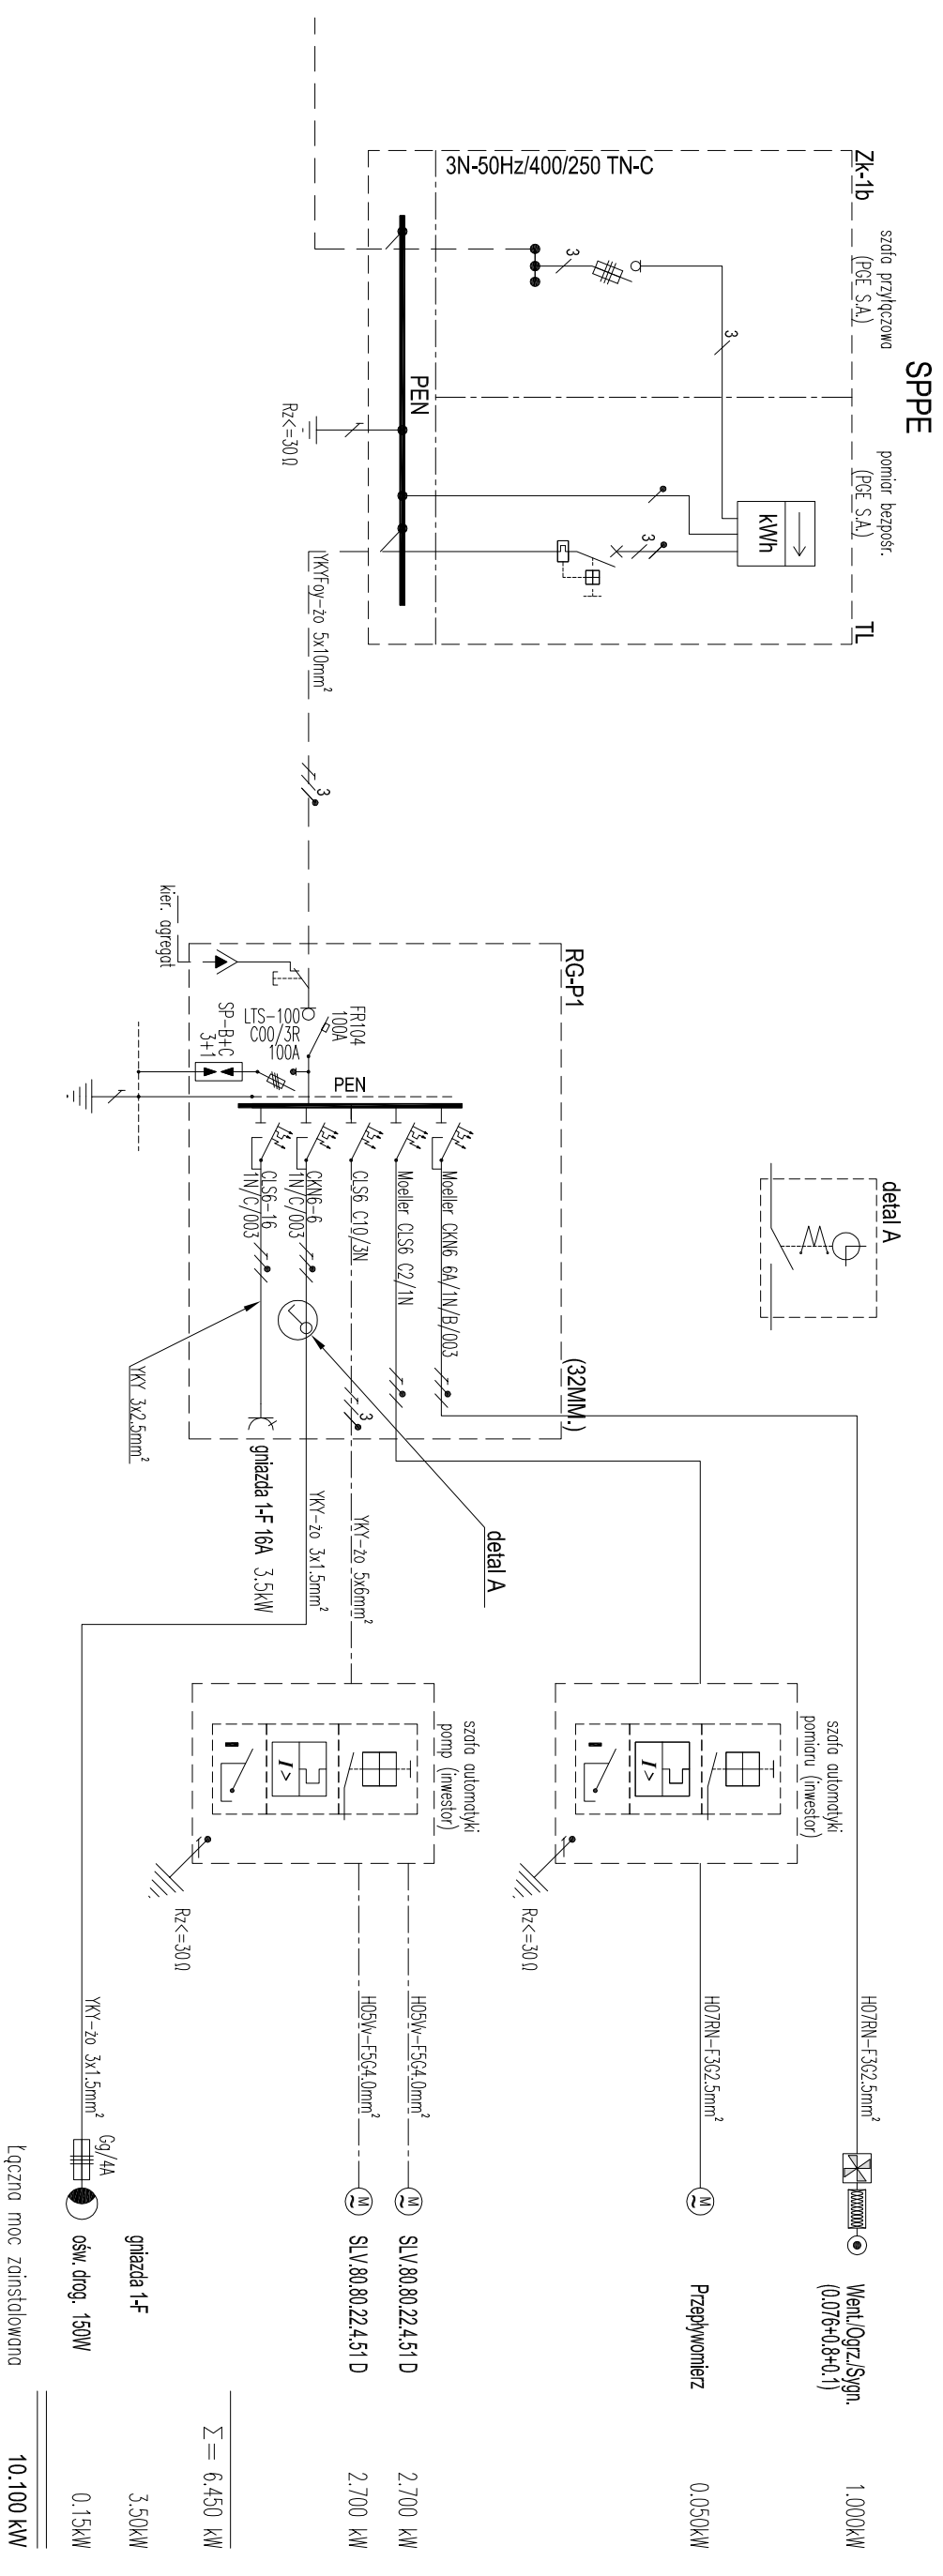 SPPE
Zk-1b
szafa przyłączowa
(PGE S.A.)
pomiar bezpośr.
(PGE S.A.)
TL
3N-50Hz/400/250 TN-C
3
3
kWh
3
PEN
Rz<=30Ω
YKYFoy-żo 5x10mm²
3
kier. agregat
RG-P1
(32MM.)
FR104
100A
LTS-100
C00/3R
100A
SP-B+C
3+1
PEN
Moeller CKN6 6A/1N/B/003
Moeller CLS6 C2/1N
CLS6 C10/3N
CKN6-6
1N/C/003
CLS6-16
1N/C/003
3
YKY 3x2.5mm²
gniazda 1-F 16A 3.5kW
detal A
detal A
YKY-żo 5x6mm²
YKY-żo 3x1.5mm²
szafa automatyki
pomiaru (inwestor)
I>
Rz<=30Ω
szafa automatyki
pomp (inwestor)
I>
Rz<=30Ω
H07RN-F3G2.5mm²
H07RN-F3G2.5mm²
H05Vv-F5G4.0mm²
H05Vv-F5G4.0mm²
YKY-żo 3x1.5mm²
Gg/4A
Went./Ogrz./Sygn.
(0.076+0.8+0.1)
1.000kW
M
~
Przepływomierz
0.050kW
M
~
SLV.80.80.22.4.51 D
2.700 kW
M
~
SLV.80.80.22.4.51 D
2.700 kW
Σ= 6.450 kW
gniazda 1-F
3.50kW
ośw. drog. 150W
0.15kW
Łączna moc zainstalowana
10.100 kW